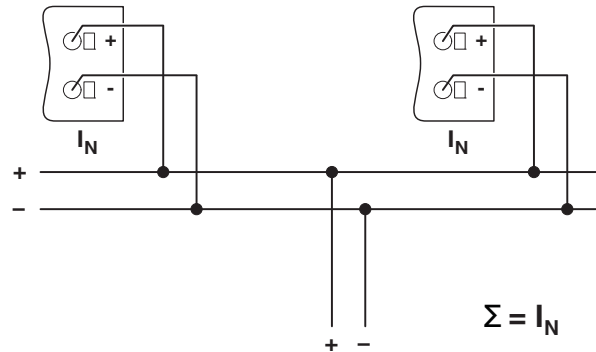 + +
- -
I_N I_N
+
–
Σ = I_N
+ –